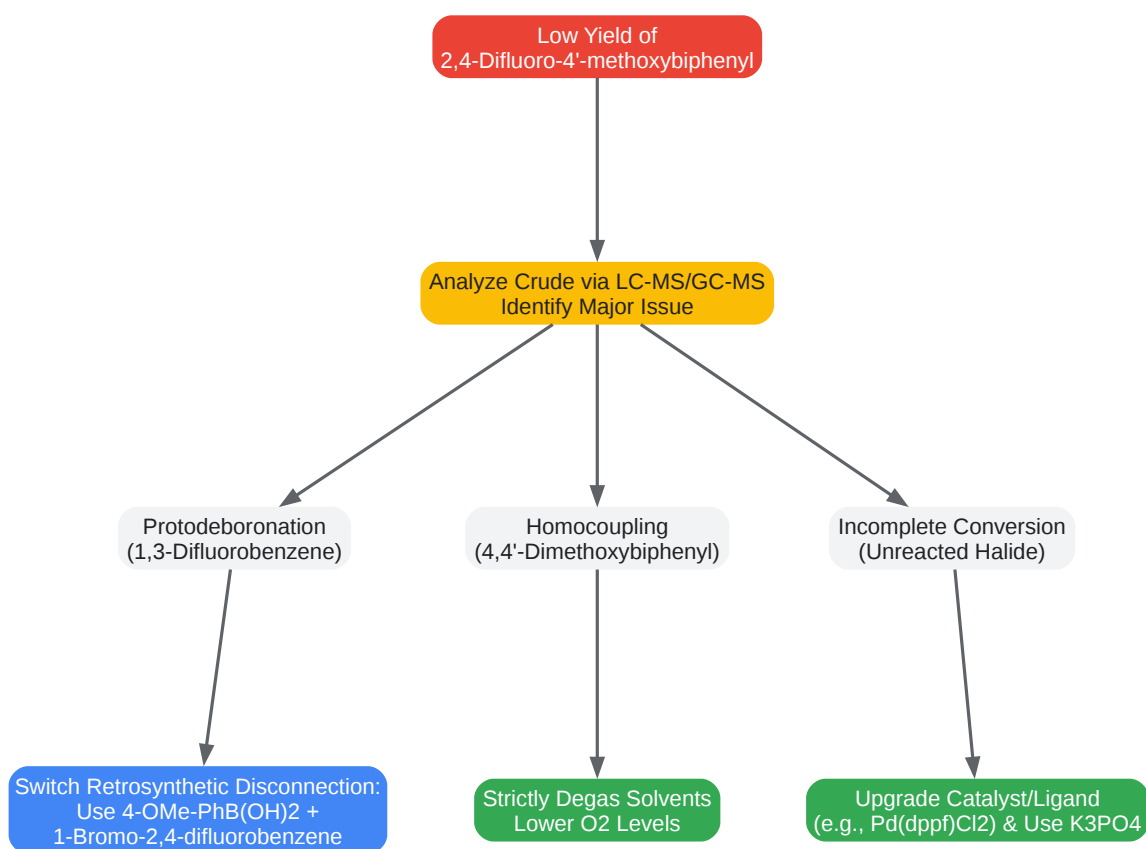 Low Yield of
2,4-Difluoro-4'-methoxybiphenyl
Analyze Crude via LC-MS/GC-MS
Identify Major Issue
Protodeboronation
(1,3-Difluorobenzene)
Homocoupling
(4,4'-Dimethoxybiphenyl)
Incomplete Conversion
(Unreacted Halide)
Switch Retrosynthetic Disconnection:
Use 4-OMe-PhB(OH)2 +
1-Bromo-2,4-difluorobenzene
Strictly Degas Solvents
Lower O2 Levels
Upgrade Catalyst/Ligand
(e.g., Pd(dppf)Cl2) & Use K3PO4